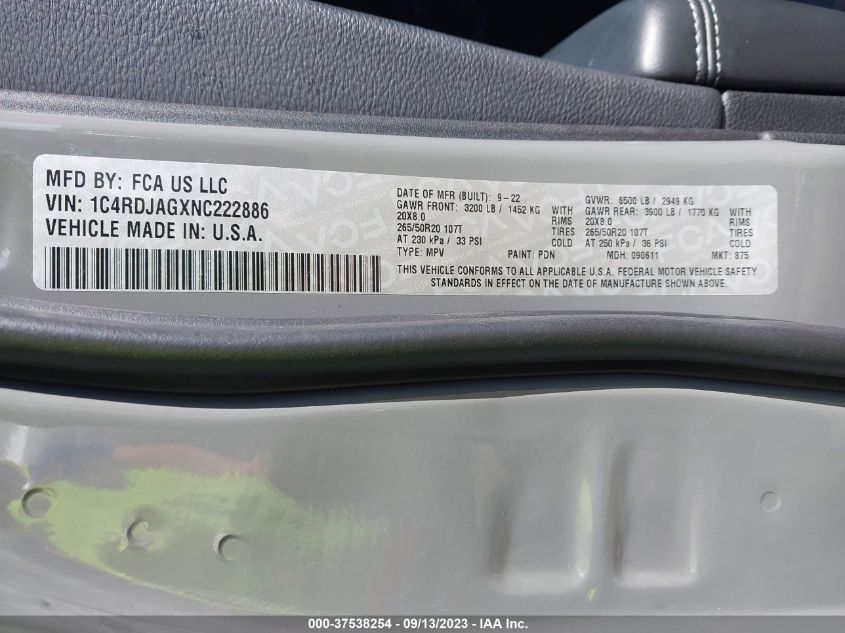 MFD BY: FCA US LLC
VIN: 1C4RDJAGXNC222886
VEHICLE MADE IN: U.S.A.
DATE OF MFR (BUILT): 9-22 GVWR: 6500 LB / 2949 KG
GAWR FRONT: 3200 LB / 1452 KG GAWR REAR: 3900 LB / 1770 KG
20X8.0 RIMS 20X8.0 RIMS
265/50R20 107T TIRES 265/50R20 107T TIRES
AT 230 kPa / 33 PSI COLD AT 250 kPa / 36 PSI COLD
TYPE: MPV PAINT: PDN MDH: 090611 MKT: 875
THIS VEHICLE CONFORMS TO ALL APPLICABLE U.S.A. FEDERAL MOTOR VEHICLE SAFETY
STANDARDS IN EFFECT ON THE DATE OF MANUFACTURE SHOWN ABOVE.
000-37538254 - 09/13/2023 - IAA Inc.